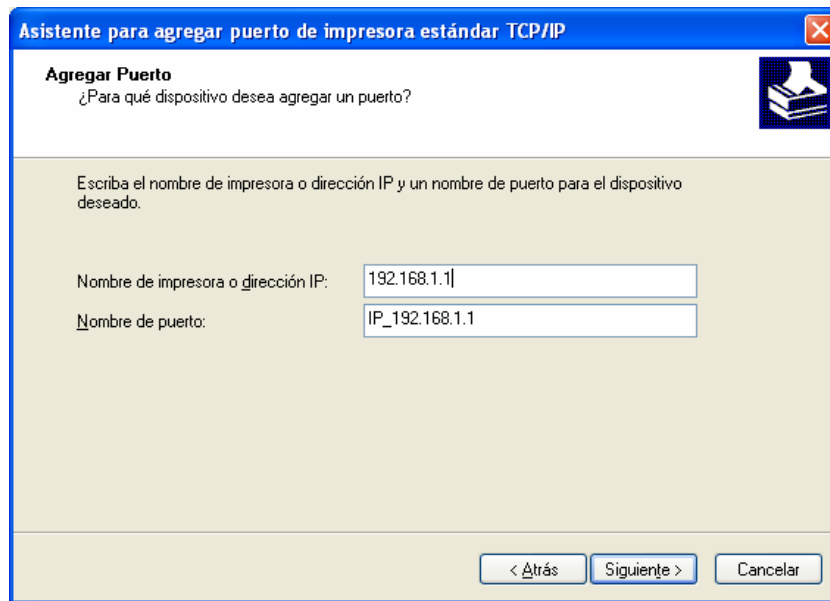 Asistente para agregar puerto de impresora estándar TCP/IP
Agregar Puerto
¿Para qué dispositivo desea agregar un puerto?
Escriba el nombre de impresora o dirección IP y un nombre de puerto para el dispositivo
deseado.
Nombre de impresora o dirección IP: 192.168.1.1
Nombre de puerto: IP_192.168.1.1
< Atrás Siguiente > Cancelar